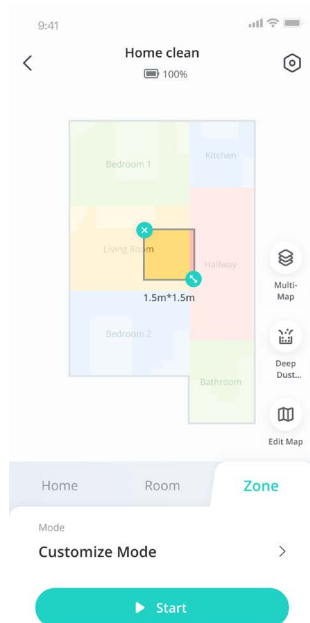 9:41
Home clean
100%
Bedroom 1
Kitchen
Living Room
Hallway
1.5m*1.5m
Multi-
Map
Bedroom 2
Deep
Dust...
Bathroom
Edit Map
Home
Room
Zone
Mode
Customize Mode
Start